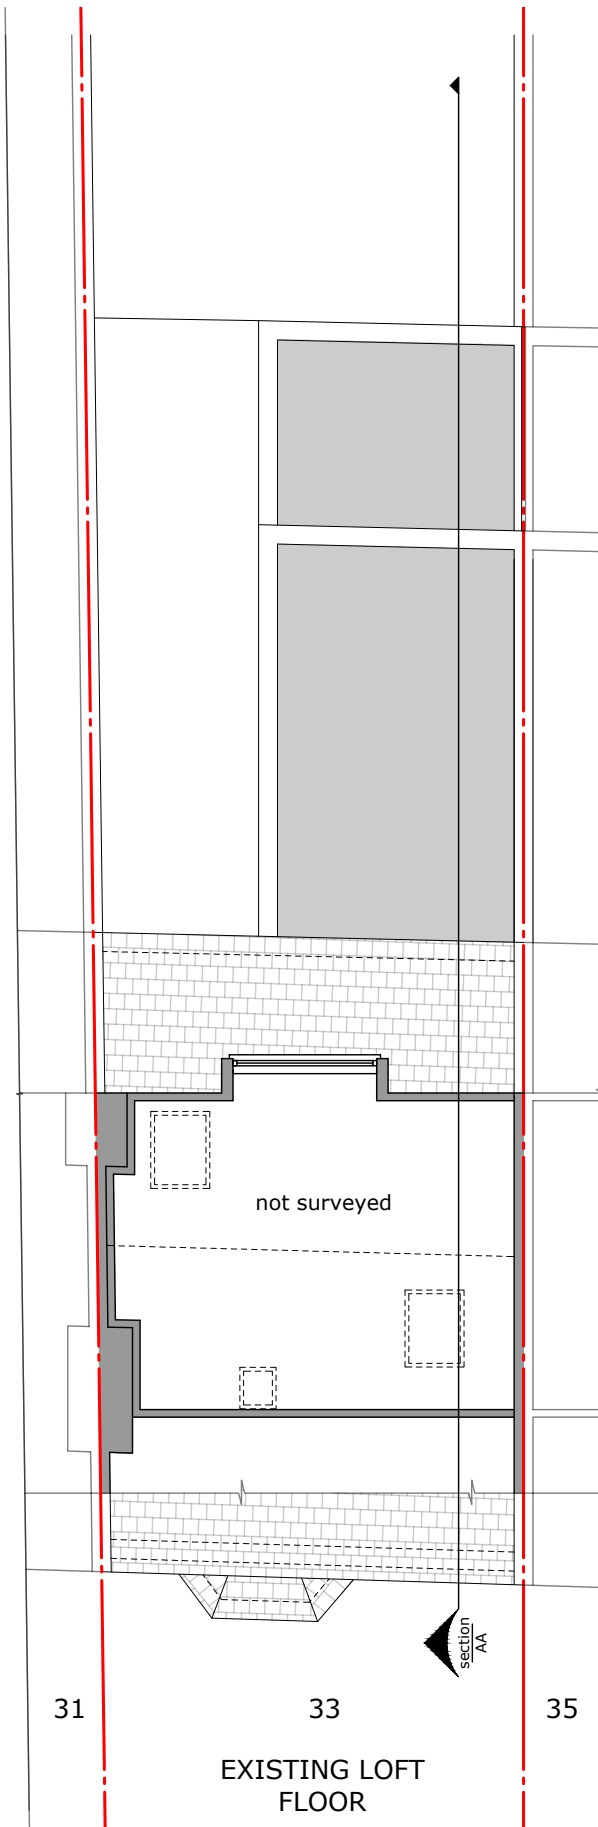 not surveyed
section
AA
31
33
35
EXISTING LOFT
FLOOR